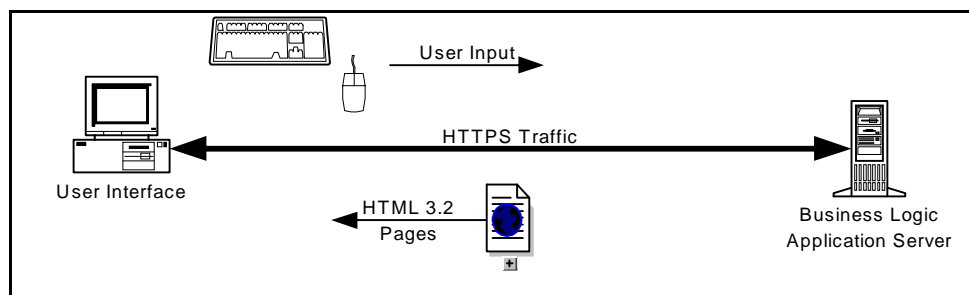 User Input
HTTPS Traffic
User Interface
HTML 3.2
Pages
Business Logic
Application Server